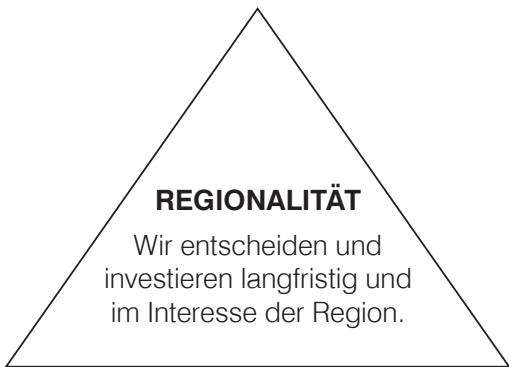 REGIONALITÄT
Wir entscheiden und
investieren langfristig und
im Interesse der Region.